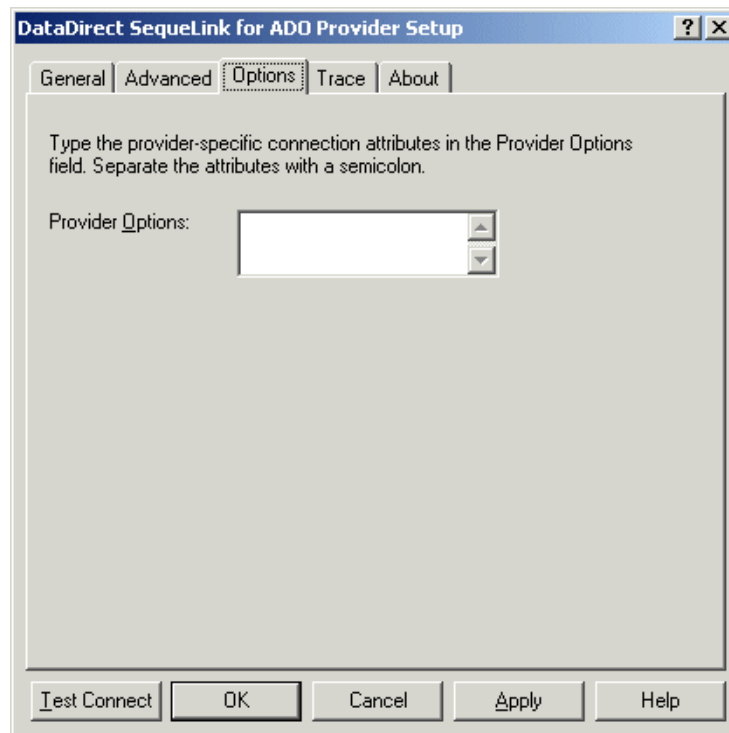 DataDirect SequeLink for ADO Provider Setup
General Advanced Options Trace About
Type the provider-specific connection attributes in the Provider Options
field. Separate the attributes with a semicolon.
Provider Options:
Test Connect OK Cancel Apply Help